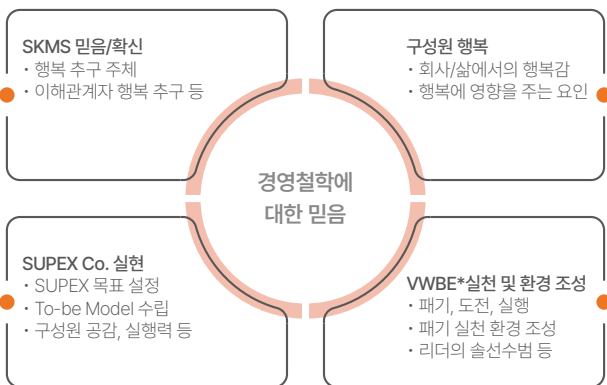 SKMS 믿음/확신
· 행복 추구 주체
· 이해관계자 행복 추구 등
구성원 행복
· 회사/삶에서의 행복감
· 행복에 영향을 주는 요인
경영철학에
대한 믿음
SUPEX Co. 실현
· SUPEX 목표 설정
· To-be Model 수립
· 구성원 공감, 실행력 등
VWBE*실천 및 환경 조성
· 패기, 도전, 실행
· 패기 실천 환경 조성
· 리더의 솔선수범 등